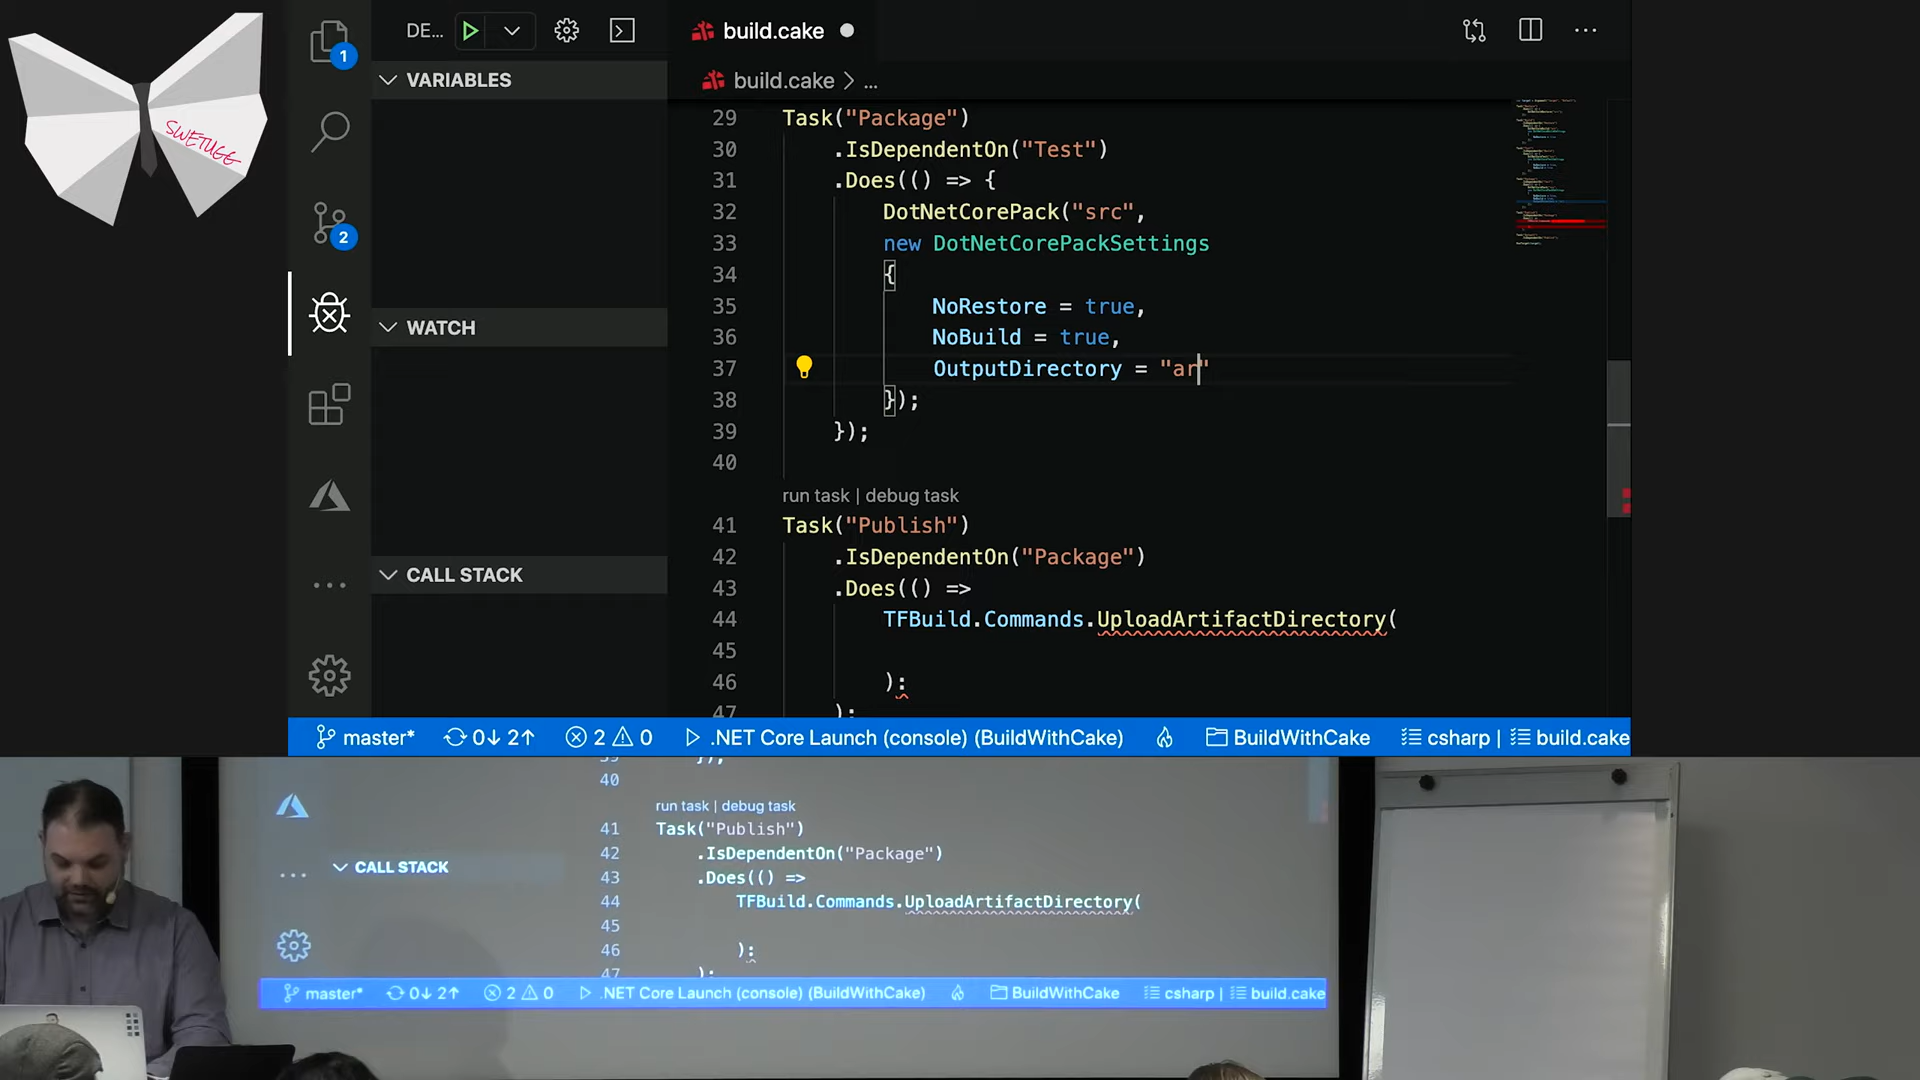 SWETUGG
DE...
build.cake
1
build.cake > ...
VARIABLES
29 Task("Package")
30 .IsDependentOn("Test")
31 .Does(() => {
32 DotNetCorePack("src",
33 new DotNetCorePackSettings
34 {
35 NoRestore = true,
36 NoBuild = true,
37 OutputDirectory = "ar"
38 });
39 });
40
2
WATCH
run task | debug task
41 Task("Publish")
42 .IsDependentOn("Package")
43 .Does(() =>
44 TFBuild.Commands.UploadArtifactDirectory(
45
46 );
47 );
CALL STACK
master* 0↓ 2↑ 2 0 .NET Core Launch (console) (BuildWithCake) BuildWithCake csharp | build.cake
39 });
40
run task | debug task
41 Task("Publish")
42 .IsDependentOn("Package")
43 .Does(() =>
44 TFBuild.Commands.UploadArtifactDirectory(
45
46 );
47 );
CALL STACK
master* 0↓ 2↑ 2 0 .NET Core Launch (console) (BuildWithCake) BuildWithCake csharp | build.cake